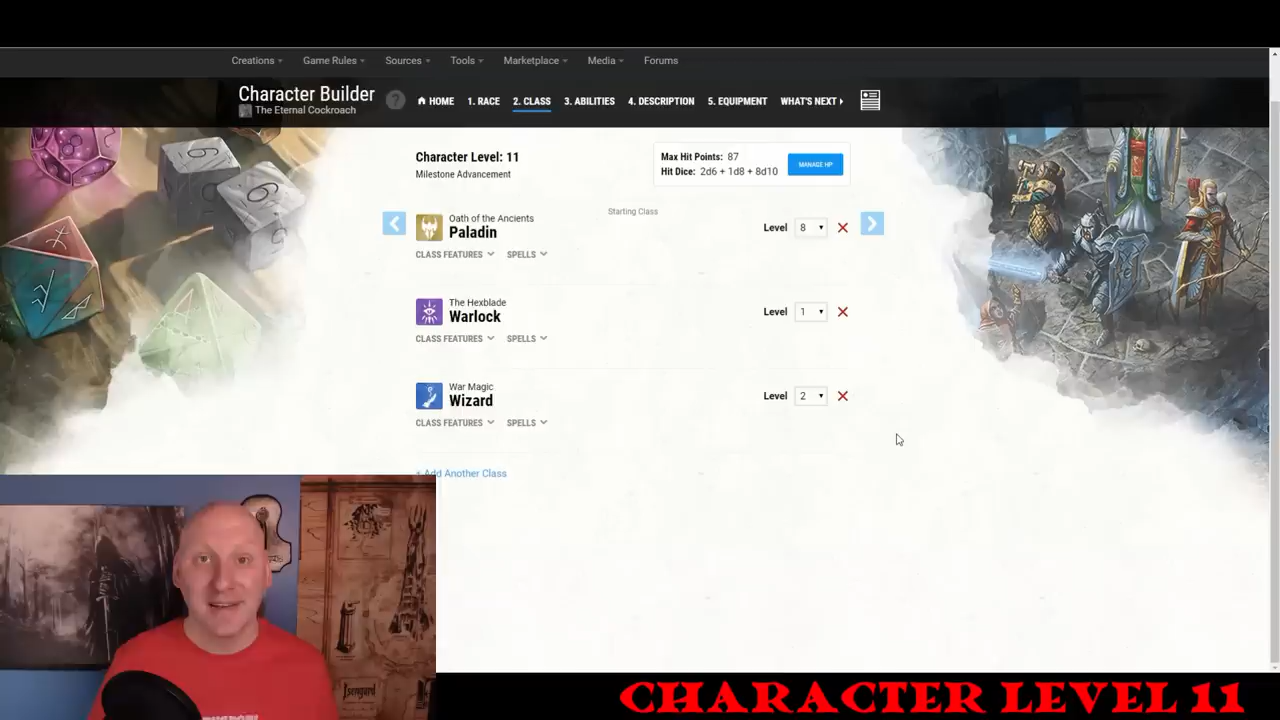 Creations Game Rules Sources Tools Marketplace Media Forums
Character Builder
The Eternal Cockroach
? HOME 1. RACE 2. CLASS 3. ABILITIES 4. DESCRIPTION 5. EQUIPMENT WHAT'S NEXT
Character Level: 11
Milestone Advancement
Max Hit Points: 87
Hit Dice: 2d6 + 1d8 + 8d10
MANAGE HP
Starting Class
Oath of the Ancients
Paladin
Level 8
CLASS FEATURES SPELLS
The Hexblade
Warlock
Level 1
CLASS FEATURES SPELLS
War Magic
Wizard
Level 2
CLASS FEATURES SPELLS
+ Add Another Class
Isengard
CHARACTER LEVEL 11